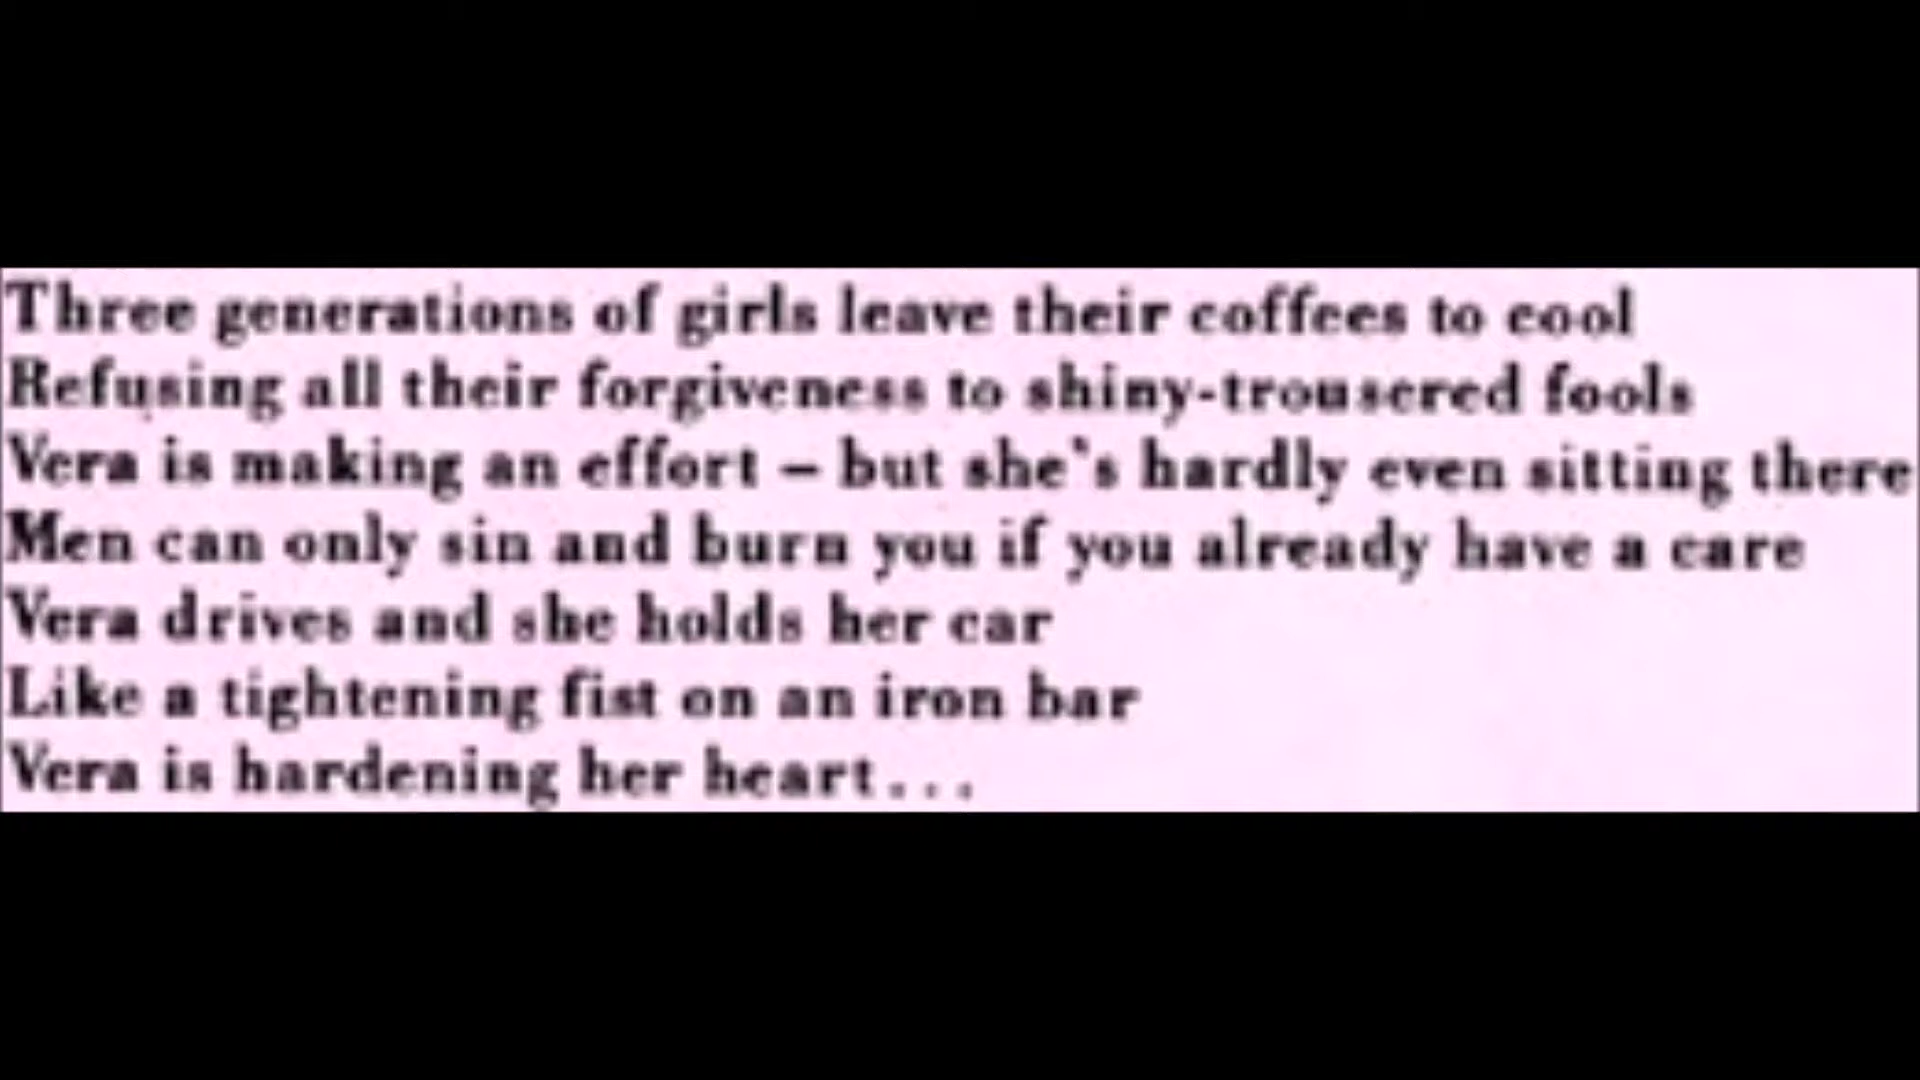 Three generations of girls leave their coffees to cool
Refusing all their forgiveness to shiny-trousered fools
Vera is making an effort – but she's hardly even sitting there
Men can only sin and burn you if you already have a care
Vera drives and she holds her car
Like a tightening fist on an iron bar
Vera is hardening her heart...